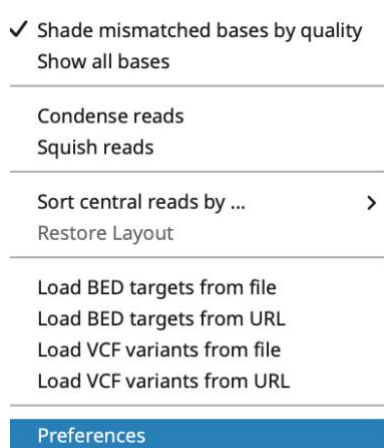 Shade mismatched bases by quality
Show all bases
Condense reads
Squish reads
Sort central reads by ...
Restore Layout
Load BED targets from file
Load BED targets from URL
Load VCF variants from file
Load VCF variants from URL
Preferences